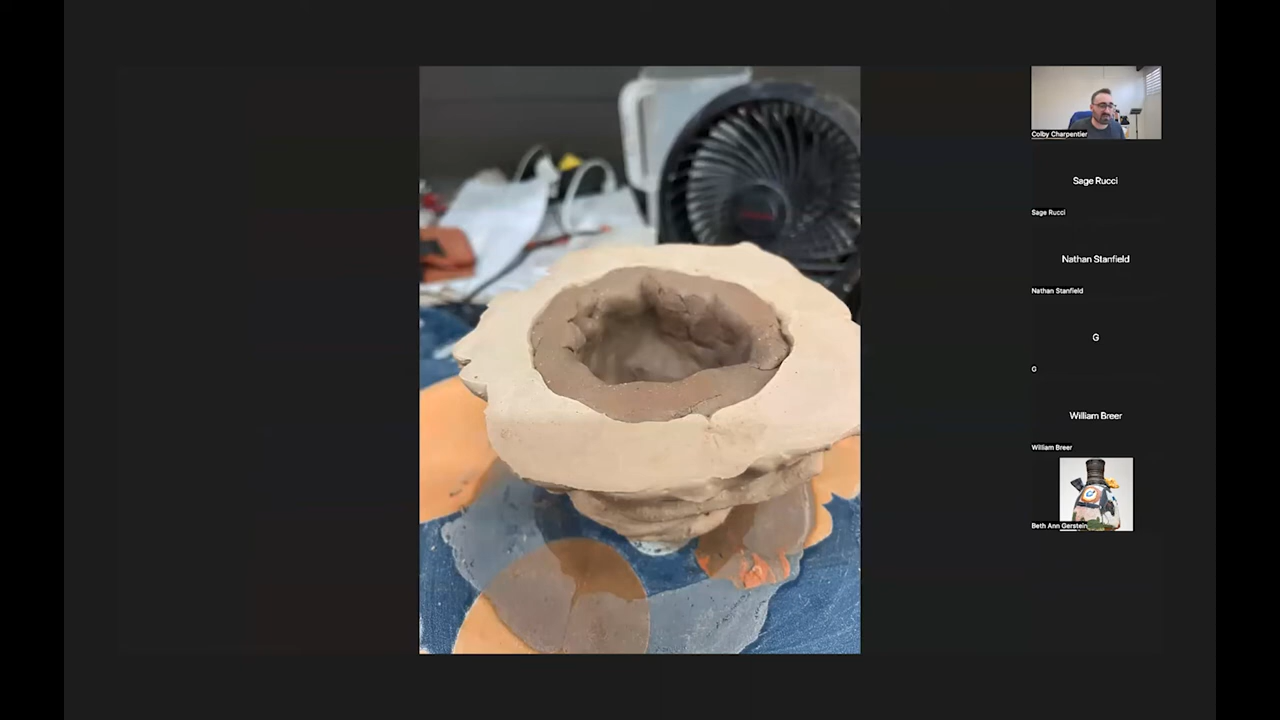 Colby Charpentier
Sage Rucci
Sage Rucci
Nathan Stanfield
Nathan Stanfield
G
G
William Breer
William Breer
Beth Ann Gerstein